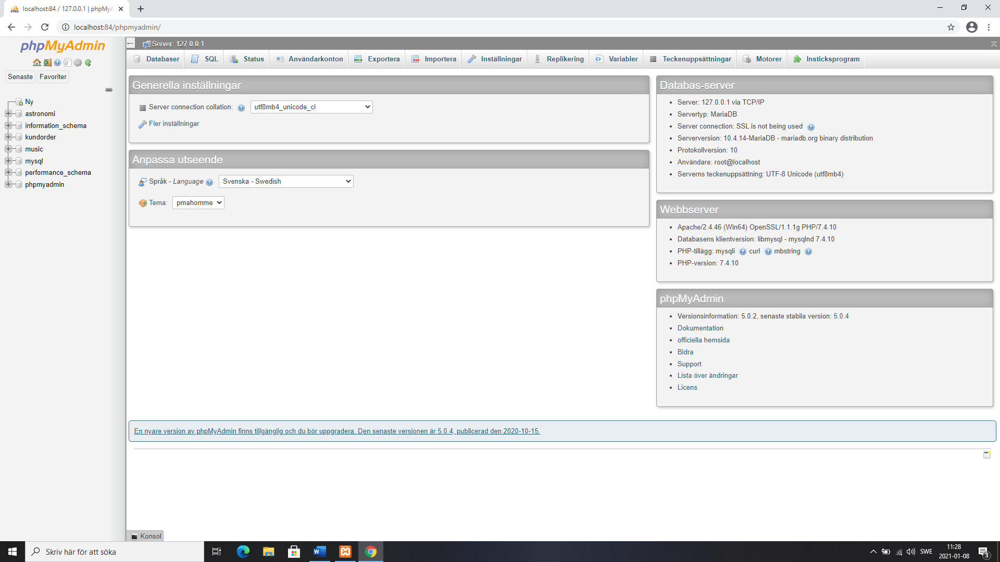 localhost:84 / 127.0.0.1 | phpMyA
localhost:84/phpmyadmin/
phpMyAdmin
Senaste
Favoriter
Ny
astronomi
information_schema
kundorder
music
mysql
performance_schema
phpmyadmin
Server: 127.0.0.1
Databaser SQL Status Användarkonton Exportera Importera Inställningar Replikering Variabler Teckenuppsättningar Motorer Insticksprogram
Generella inställningar
Server connection collation: utf8mb4_unicode_ci
Fler inställningar
Anpassa utseende
Språk - Language Svenska - Swedish
Tema: pmahomme
Databas-server
Server: 127.0.0.1 via TCP/IP
Servertyp: MariaDB
Server connection: SSL is not being used
Serverversion: 10.4.14-MariaDB - mariadb.org binary distribution
Protokollversion: 10
Användare: root@localhost
Serverns teckenuppsättning: UTF-8 Unicode (utf8mb4)
Webbserver
Apache/2.4.46 (Win64) OpenSSL/1.1.1g PHP/7.4.10
Databasens klientversion: libmysql - mysqlnd 7.4.10
PHP-tillägg: mysqli curl mbstring
PHP-version: 7.4.10
phpMyAdmin
Versionsinformation: 5.0.2, senaste stabila version: 5.0.4
Dokumentation
officiella hemsida
Bidra
Support
Lista över ändringar
Licens
En nyare version av phpMyAdmin finns tillgänglig och du bör uppgradera. Den senaste versionen är 5.0.4, publicerad den 2020-10-15.
Konsol
Skriv här för att söka
SWE
11:28
2021-01-08
3